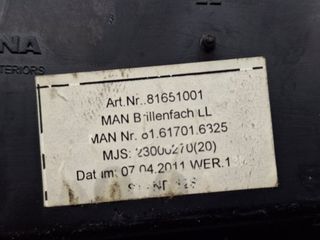 NA
TERIORS
Art.Nr.:81651001
MAN Brillenfach LL
MAN Nr. 81.61701.6325
MJS: 23000270(20)
Datum: 07.04.2011 WER.1